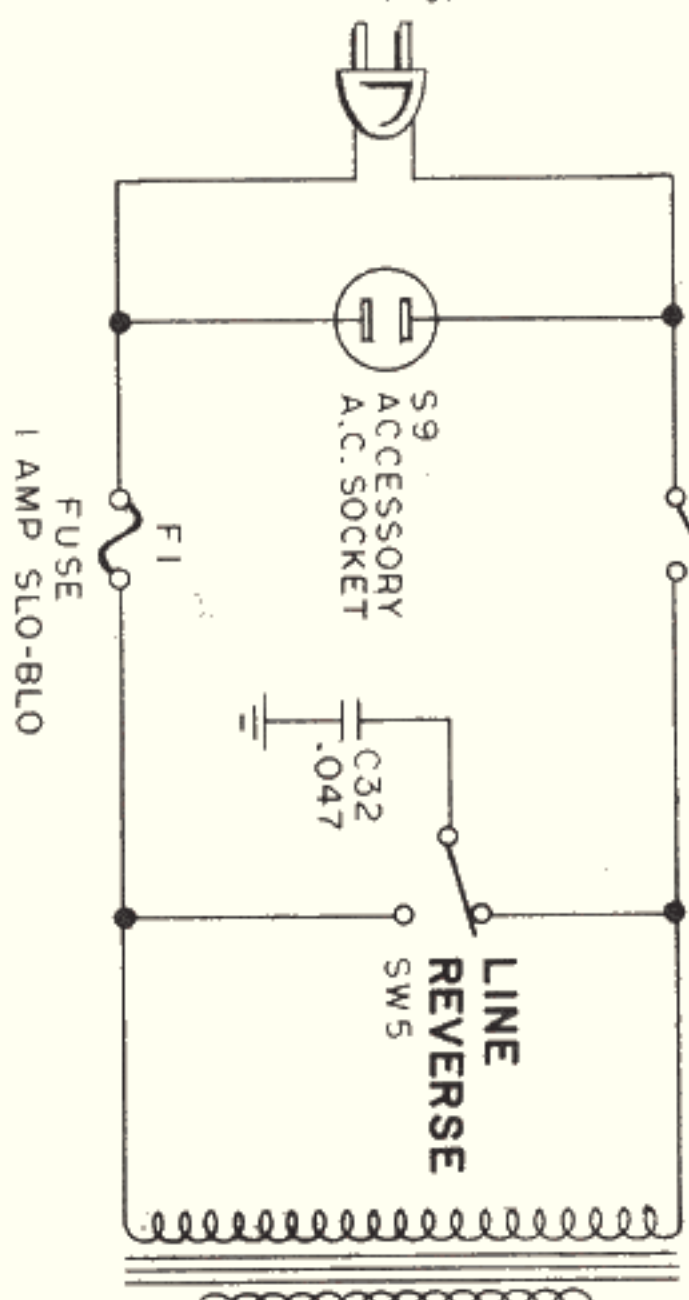 S9
ACCESSORY
A.C. SOCKET
F1
FUSE
1 AMP SLO-BLO
C32
.047
LINE
REVERSE
SW5